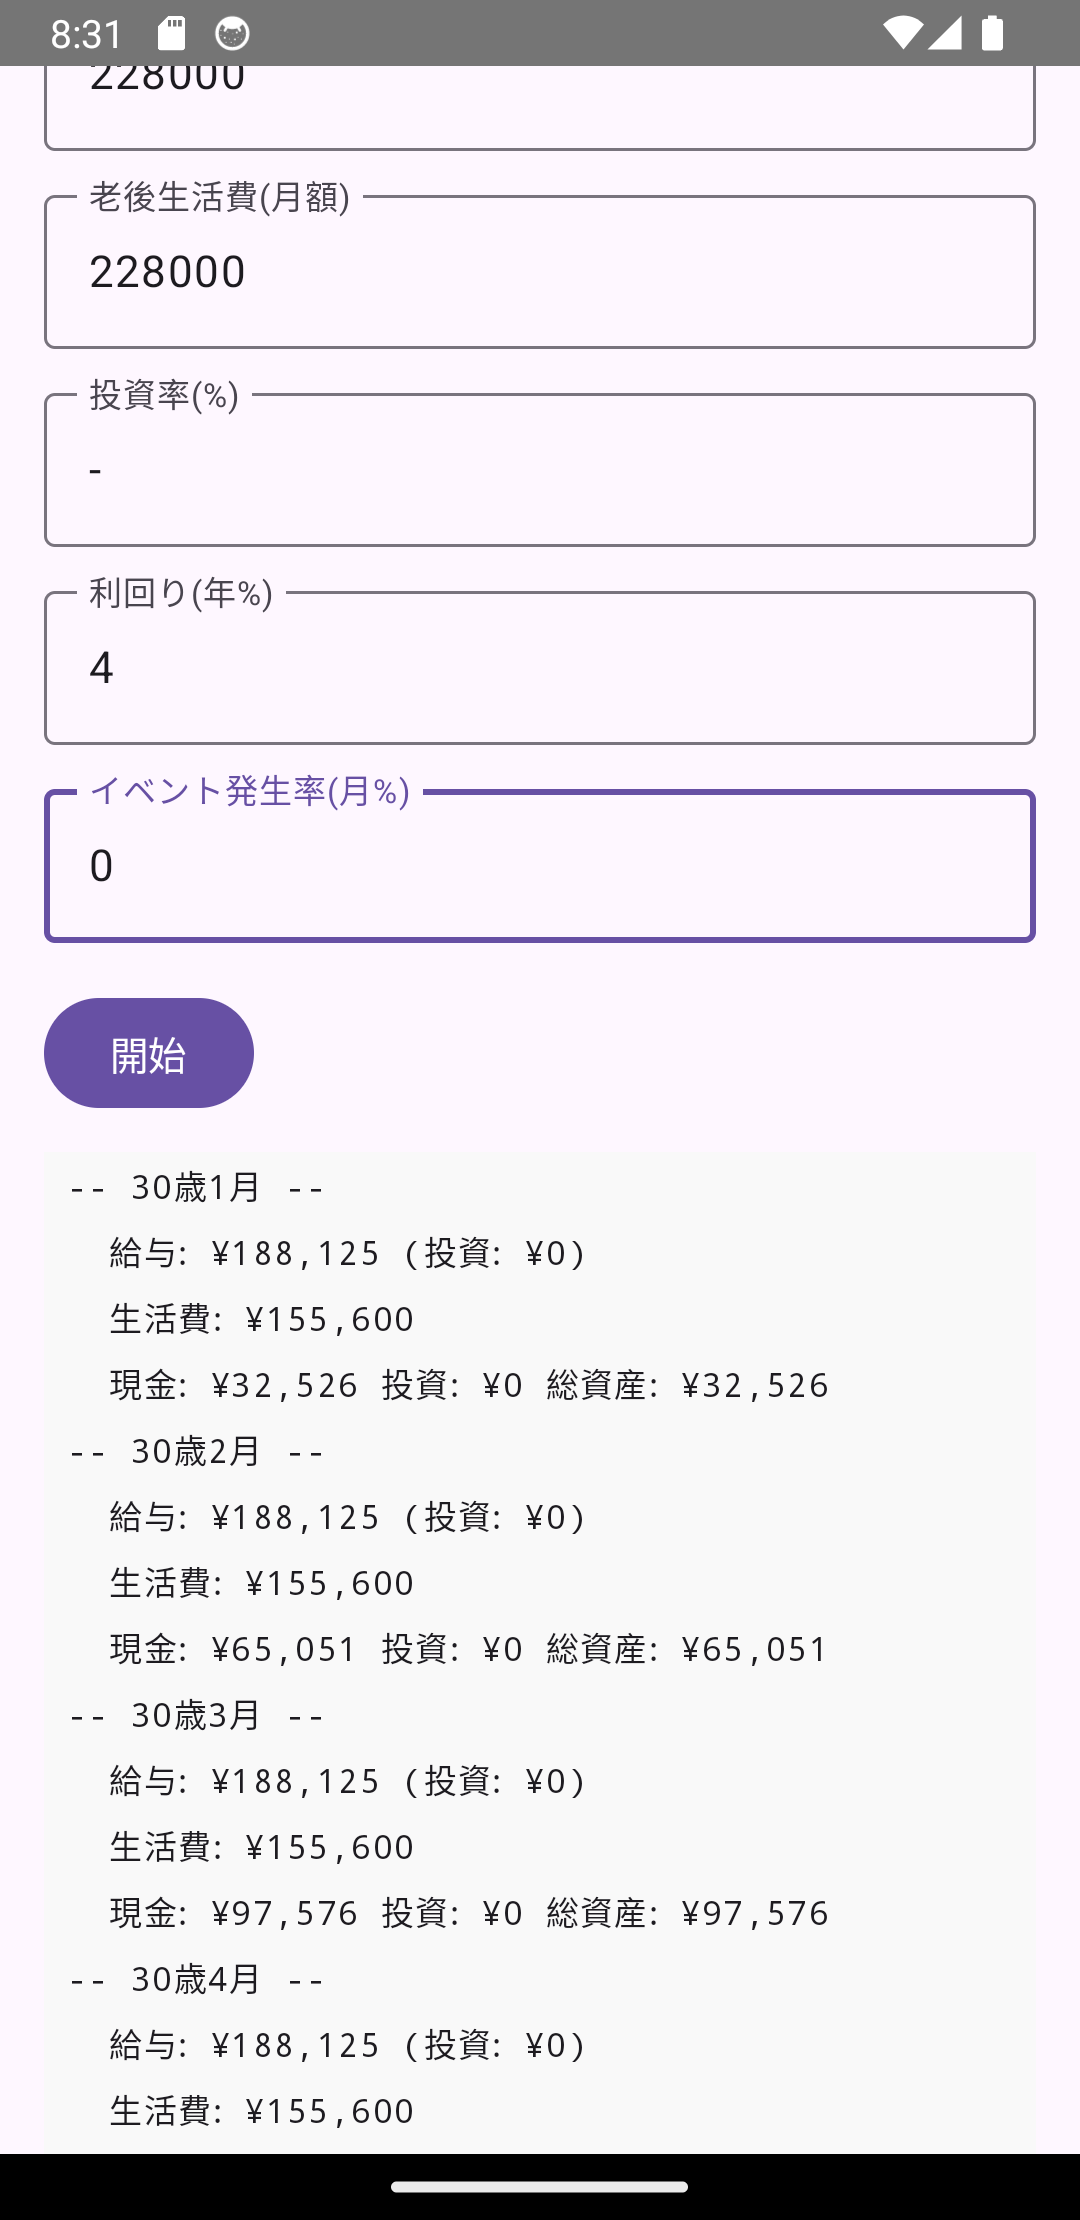 8:31
228000
老後生活費(月額)
228000
投資率(%)
-
利回り(年%)
4
イベント発生率(月%)
0
開始
-- 30歳1月 --
給与: ¥188,125 (投資: ¥0)
生活費: ¥155,600
現金: ¥32,526 投資: ¥0 総資産: ¥32,526
-- 30歳2月 --
給与: ¥188,125 (投資: ¥0)
生活費: ¥155,600
現金: ¥65,051 投資: ¥0 総資産: ¥65,051
-- 30歳3月 --
給与: ¥188,125 (投資: ¥0)
生活費: ¥155,600
現金: ¥97,576 投資: ¥0 総資産: ¥97,576
-- 30歳4月 --
給与: ¥188,125 (投資: ¥0)
生活費: ¥155,600